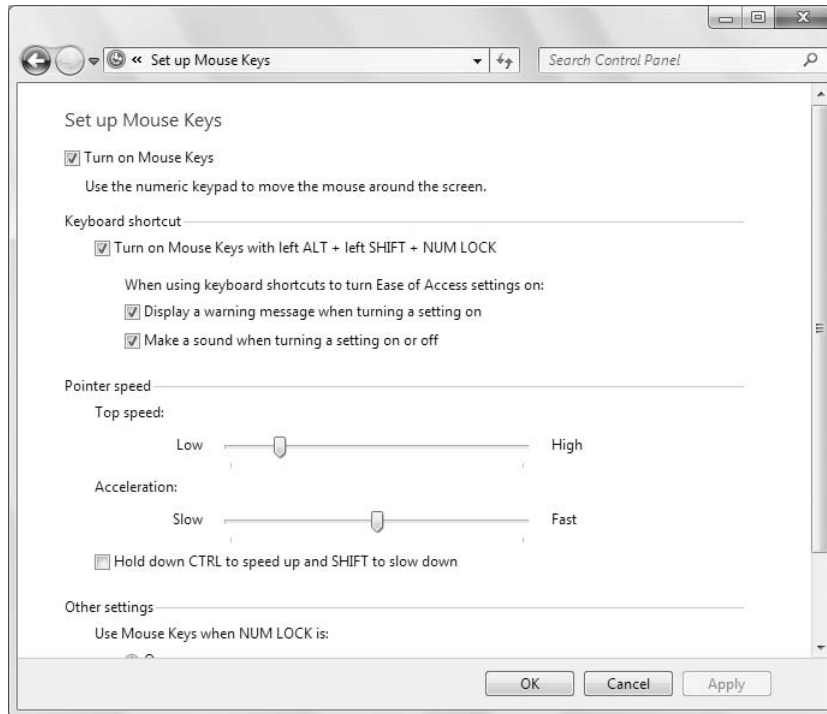 « Set up Mouse Keys
Search Control Panel
Set up Mouse Keys
Turn on Mouse Keys
Use the numeric keypad to move the mouse around the screen.
Keyboard shortcut
Turn on Mouse Keys with left ALT + left SHIFT + NUM LOCK
When using keyboard shortcuts to turn Ease of Access settings on:
Display a warning message when turning a setting on
Make a sound when turning a setting on or off
Pointer speed
Top speed:
Low High
Acceleration:
Slow Fast
Hold down CTRL to speed up and SHIFT to slow down
Other settings
Use Mouse Keys when NUM LOCK is:
OK Cancel Apply